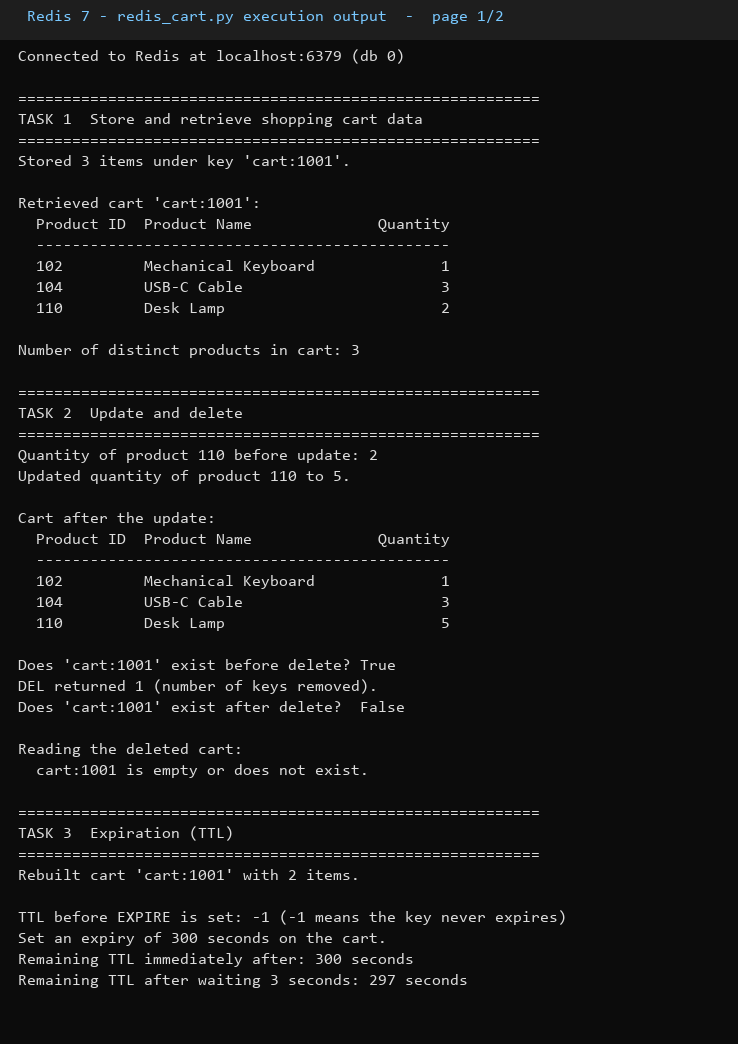 Redis 7 - redis_cart.py execution output  -  page 1/2
Connected to Redis at localhost:6379 (db 0)
==========================================================
TASK 1  Store and retrieve shopping cart data
==========================================================
Stored 3 items under key 'cart:1001'.
Retrieved cart 'cart:1001':
  Product ID  Product Name              Quantity
  ----------------------------------------------
  102         Mechanical Keyboard              1
  104         USB-C Cable                      3
  110         Desk Lamp                        2
Number of distinct products in cart: 3
==========================================================
TASK 2  Update and delete
==========================================================
Quantity of product 110 before update: 2
Updated quantity of product 110 to 5.
Cart after the update:
  Product ID  Product Name              Quantity
  ----------------------------------------------
  102         Mechanical Keyboard              1
  104         USB-C Cable                      3
  110         Desk Lamp                        5
Does 'cart:1001' exist before delete? True
DEL returned 1 (number of keys removed).
Does 'cart:1001' exist after delete?  False
Reading the deleted cart:
  cart:1001 is empty or does not exist.
==========================================================
TASK 3  Expiration (TTL)
==========================================================
Rebuilt cart 'cart:1001' with 2 items.
TTL before EXPIRE is set: -1 (-1 means the key never expires)
Set an expiry of 300 seconds on the cart.
Remaining TTL immediately after: 300 seconds
Remaining TTL after waiting 3 seconds: 297 seconds